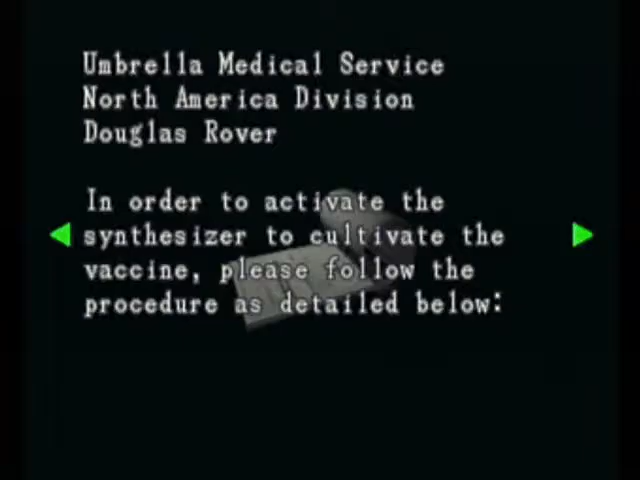 Umbrella Medical Service
North America Division
Douglas Rover
In order to activate the
synthesizer to cultivate the
vaccine, please follow the
procedure as detailed below: